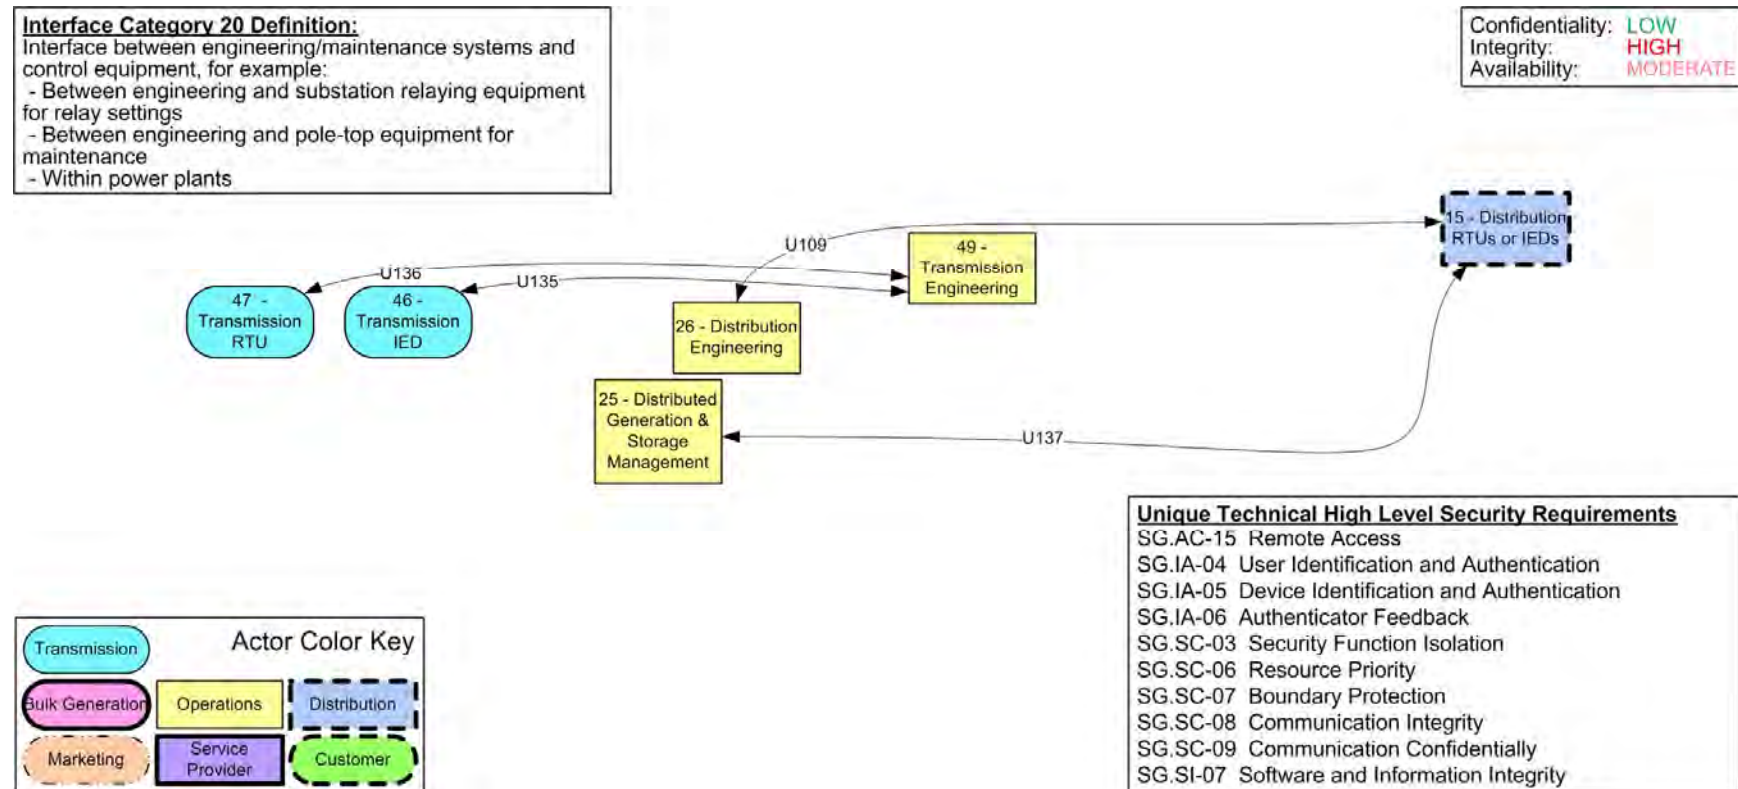 Interface Category 20 Definition:
Interface between engineering/maintenance systems and
control equipment, for example:
- Between engineering and substation relaying equipment
for relay settings
- Between engineering and pole-top equipment for
maintenance
- Within power plants
Confidentiality: LOW
Integrity: HIGH
Availability: MODERATE
15 - Distribution
RTUs or IEDs
U109
49 -
Transmission
Engineering
U136
U135
47 -
Transmission
RTU
46 -
Transmission
IED
26 - Distribution
Engineering
25 - Distributed
Generation &
Storage
Management
U137
Unique Technical High Level Security Requirements
SG.AC-15 Remote Access
SG.IA-04 User Identification and Authentication
SG.IA-05 Device Identification and Authentication
SG.IA-06 Authenticator Feedback
SG.SC-03 Security Function Isolation
SG.SC-06 Resource Priority
SG.SC-07 Boundary Protection
SG.SC-08 Communication Integrity
SG.SC-09 Communication Confidentially
SG.SI-07 Software and Information Integrity
Actor Color Key
Transmission
Bulk Generation
Operations
Distribution
Marketing
Service
Provider
Customer